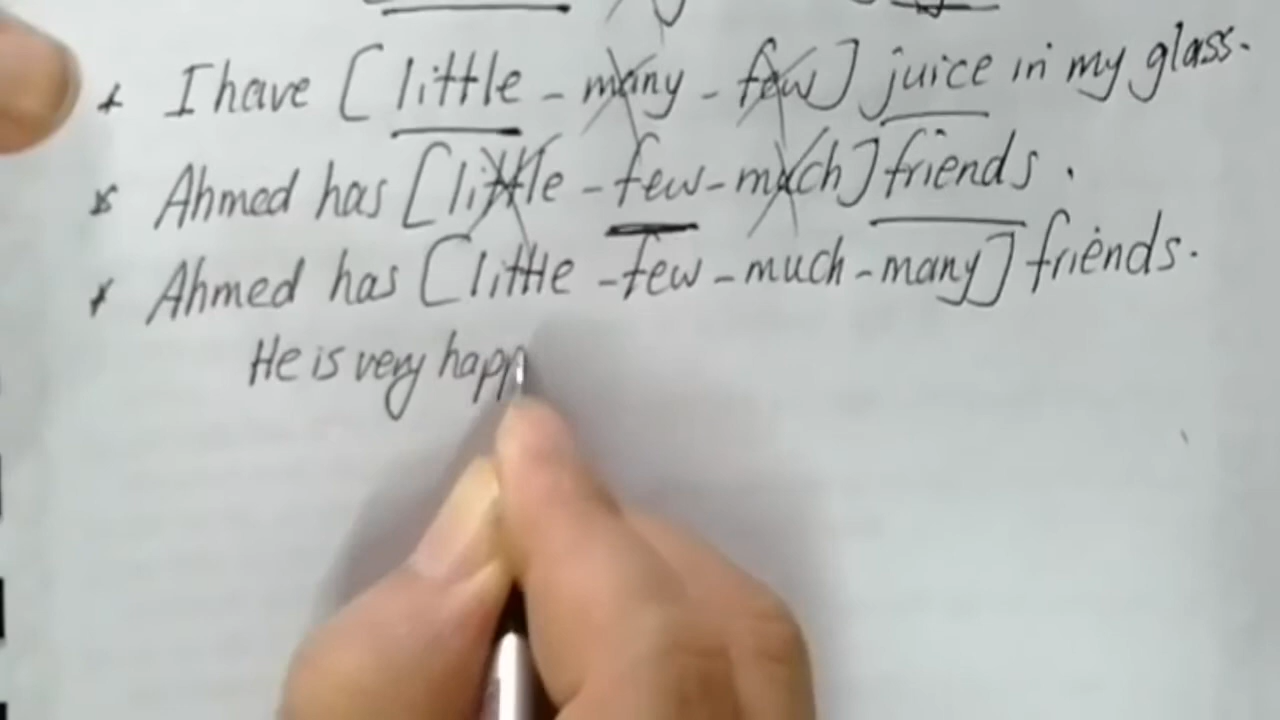 * I have [little - many - few] juice in my glass.
* Ahmed has [little - few - much] friends.
* Ahmed has [little - few - much - many] friends.
He is very happ